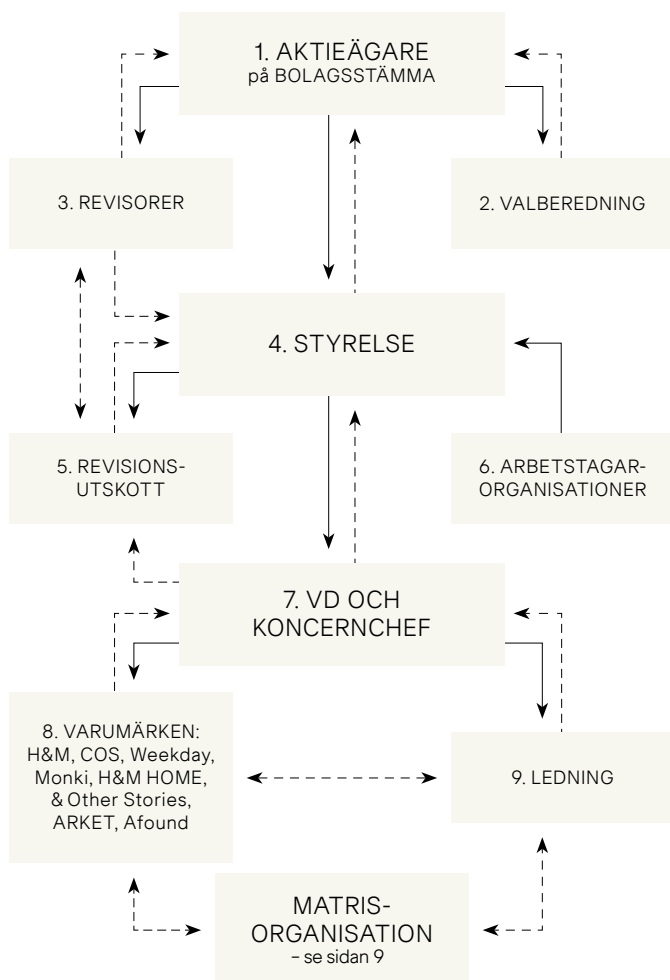 1. AKTIEÄGARE
på BOLAGSSTÄMMA
3. REVISORER
2. VALBEREDNING
4. STYRELSE
5. REVISIONS-
UTSKOTT
6. ARBETSTAGAR-
ORGANISATIONER
7. VD OCH
KONCERNCHEF
8. VARUMÄRKEN:
H&M, COS, Weekday,
Monki, H&M HOME,
& Other Stories,
ARKET, Afound
9. LEDNING
MATRIS-
ORGANISATION
– se sidan 9